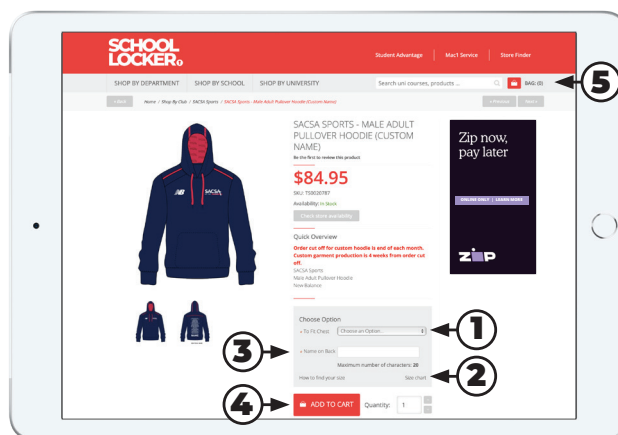 SCHOOL
LOCKER
Student Advantage
Mac1 Service
Store Finder
SHOP BY DEPARTMENT
SHOP BY SCHOOL
SHOP BY UNIVERSITY
Search uni courses, products ...
BAG: (0)
5
« Back
Home / Shop By Club / SACSA Sports / SACSA Sports - Male Adult Pullover Hoodie (Custom Name)
« Previous
Next »
SACSA SPORTS - MALE ADULT
PULLOVER HOODIE (CUSTOM
NAME)
Be the first to review this product
$84.95
SKU: TS0020787
Availability: In Stock
Check store availability
Quick Overview
Order cut off for custom hoodie is end of each month.
Custom garment production is 4 weeks from order cut
off.
SACSA Sports
Male Adult Pullover Hoodie
New Balance
NB
SACSA
Zip now,
pay later
ONLINE ONLY | LEARN MORE
zip
Choose Option
To Fit Chest
Choose an Option...
1
3
Name on Back
Maximum number of characters: 20
How to find your size
Size chart
2
4
ADD TO CART
Quantity:
1